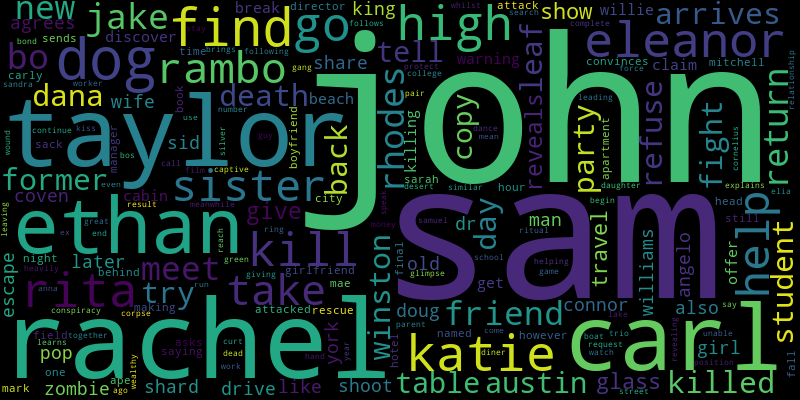 new
jake
find
go
high
break
director
king
show
willie
arrives
agrees
sends
discover
follows
whilst
attack
search
complete
eleanor
bo
dog
rambo
tell
share
warning
convinces
claim
mitchell
john
carly
bond
time
brings
following
gang
protect
college
force
relationship
sandra
worker
dana
wife
death
beach
leaf
reveals
copy
return
taylor
book
number
silver
boyfriend
rhodes
killing
pair
leading
party
refuse
fight
continue
kiss
manager
use
guy
back
dance
mean
apartment
cornelius
wound
sack
bos
sid
call
film
captive
sarah
daughter
explains
former
sister
city
desert
similar
hour
elia
coven
cabin
even
meanwhile
speak
sam
begin
head
still
leaving
result
give
money
samuel
ritual
day
dr
man
travel
student
ethan
great
ex
end
reach
ring
green
final
school
helping
game
help
night
later
behind
kill
giving
girlfriend
winston
old
get
offer
williams
angelo
say
escape
rita
anna
meet
take
mae
glimpse
connor
also
fall
try
making
run
attacked
rescue
doug
friend
lake
conspiracy
corpse
parent
named
come
however
boat
trio
unable
field
together
rachel
york
hand
year
hotel
diner
katie
request
watch
carl
girl
revealing
position
learns
asks
saying
curt
dead
work
pop
one
zombie
ape
ago
wealthy
shard
drive
like
shoot
table
austin
glass
street
killed
mark